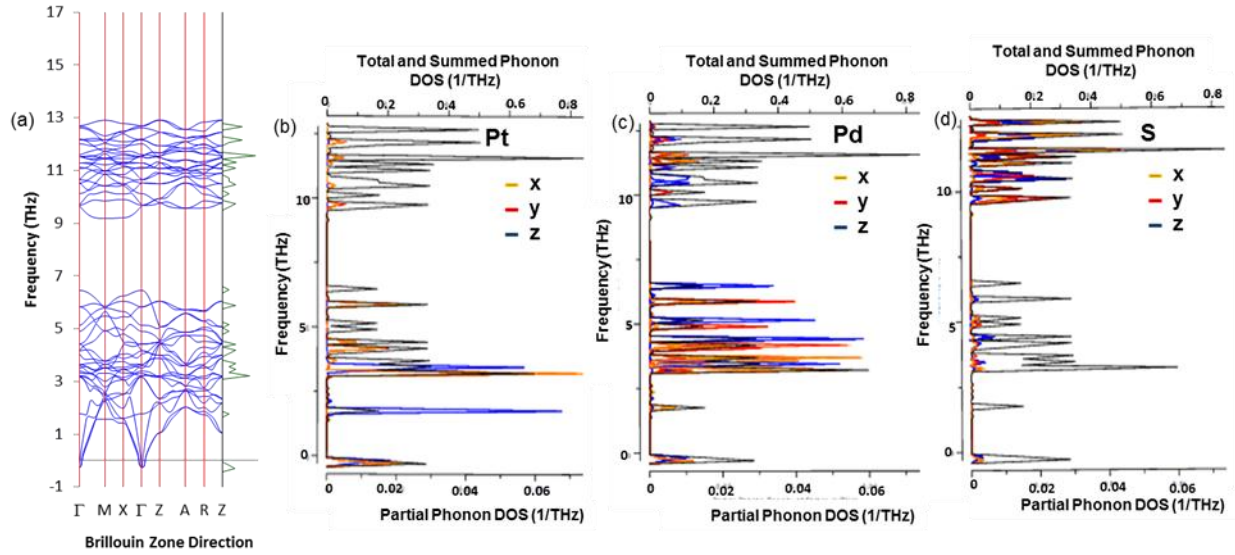 (a)
Frequency (THz)
17
15
13
11
9
7
5
3
1
-1
Γ M X Γ Z A R Z
Brillouin Zone Direction
(b)
Total and Summed Phonon
DOS (1/THz)
0 0.2 0.4 0.6 0.8
Pt
x
y
z
Frequency (THz)
10
5
0
0 0.02 0.04 0.06
Partial Phonon DOS (1/THz)
(c)
Total and Summed Phonon
DOS (1/THz)
0 0.2 0.4 0.6 0.8
Pd
x
y
z
Frequency (THz)
10
5
0
0 0.02 0.04 0.06
Partial Phonon DOS (1/THz)
(d)
Total and Summed Phonon
DOS (1/THz)
0 0.2 0.4 0.6 0.8
S
x
y
z
Frequency (THz)
10
5
0
0 0.02 0.04 0.06
Partial Phonon DOS (1/THz)